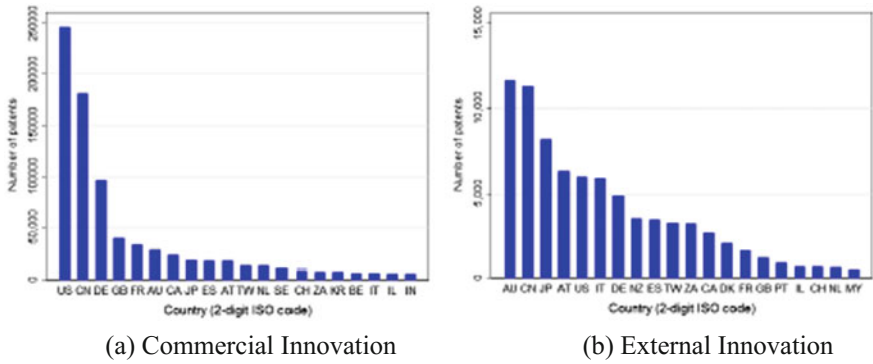 250000
200000
150000
100000
50,000
0
Number of patents
US CN DE GB FR AU CA JP ES AT TW NL SE CH ZA KR BE IT IL IN
Country (2-digit ISO code)
(a) Commercial Innovation
15,000
10,000
5,000
0
Number of patents
AU CN JP AT US IT DE NZ ES TW ZA CA DK FR GB PT IL CH NL MY
Country (2-digit ISO code)
(b) External Innovation